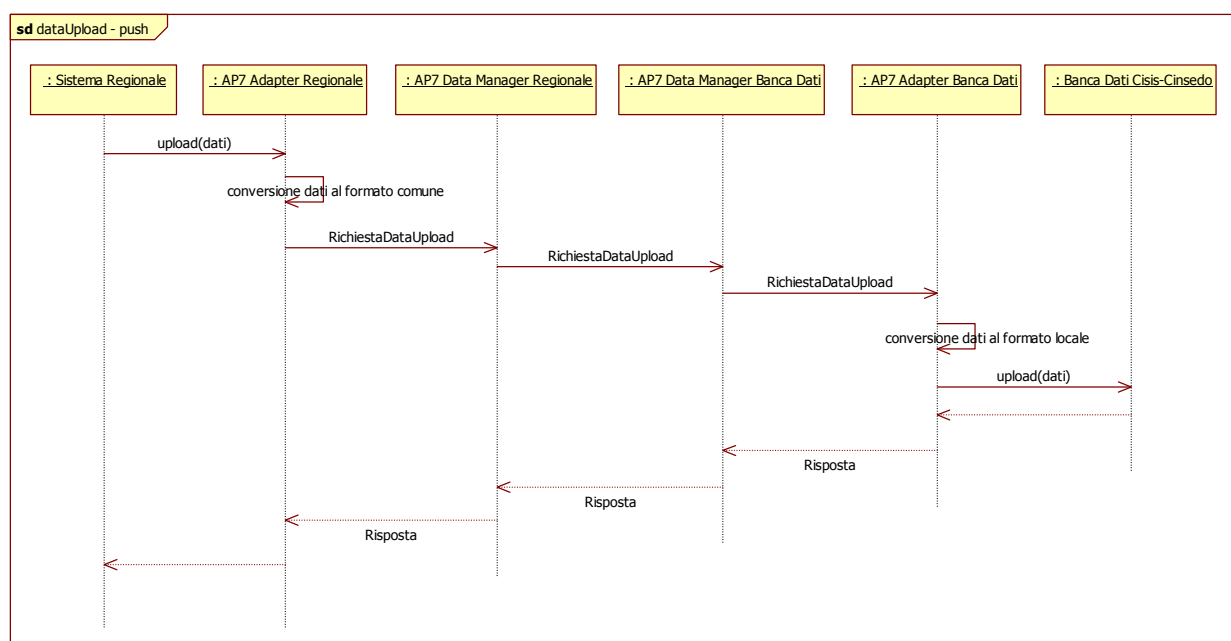 sd dataUpload - push
: Sistema Regionale
: AP7 Adapter Regionale
: AP7 Data Manager Regionale
: AP7 Data Manager Banca Dati
: AP7 Adapter Banca Dati
: Banca Dati Cisis-Cinsedo
upload(dati)
conversione dati al formato comune
RichiestaDataUpload
RichiestaDataUpload
RichiestaDataUpload
conversione dati al formato locale
upload(dati)
Risposta
Risposta
Risposta